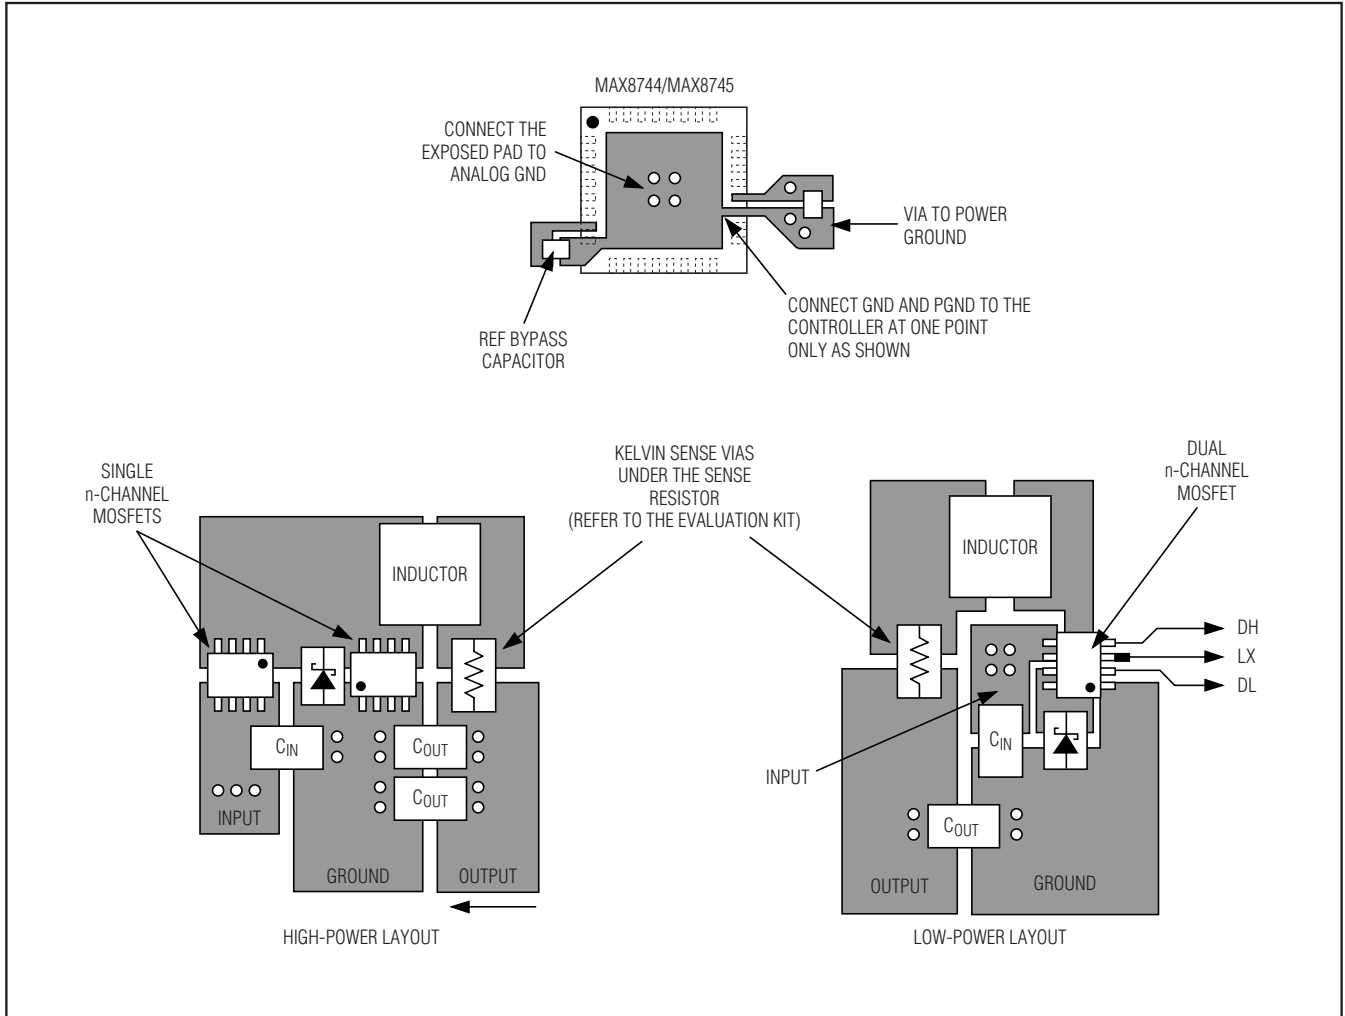 MAX8744/MAX8745
CONNECT THE
EXPOSED PAD TO
ANALOG GND
VIA TO POWER
GROUND
CONNECT GND AND PGND TO THE
CONTROLLER AT ONE POINT
ONLY AS SHOWN
REF BYPASS
CAPACITOR
KELVIN SENSE VIAS
UNDER THE SENSE
RESISTOR
(REFER TO THE EVALUATION KIT)
SINGLE
n-CHANNEL
MOSFETS
INDUCTOR
CIN
COUT
COUT
INPUT
GROUND
OUTPUT
HIGH-POWER LAYOUT
DUAL
n-CHANNEL
MOSFET
INDUCTOR
DH
LX
DL
CIN
INPUT
COUT
OUTPUT
GROUND
LOW-POWER LAYOUT